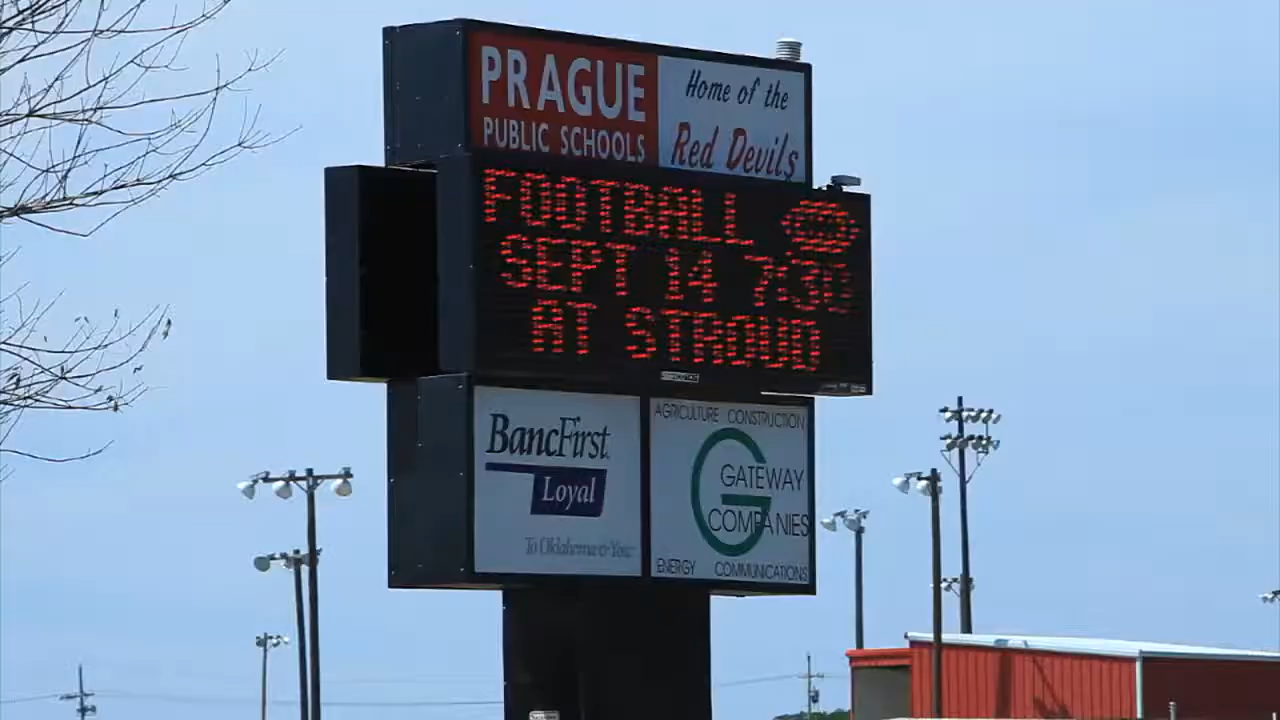 PRAGUE
PUBLIC SCHOOLS
Home of the
Red Devils
FOOTBALL
SEPT 14 7:30
AT STROUD
BancFirst
Loyal
To Oklahoma & You
AGRICULTURE CONSTRUCTION
GATEWAY
COMPANIES
ENERGY COMMUNICATIONS